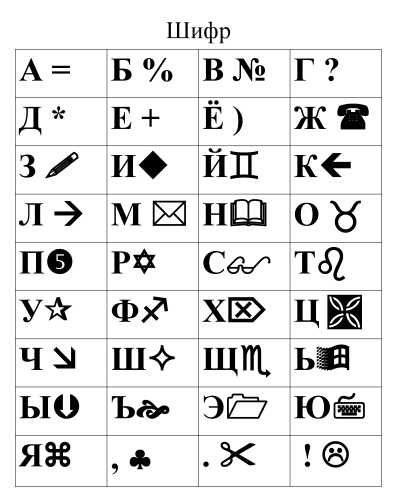 Шифр
А = Б % В № Г ?
Д * Е + Ё ) Ж ☎
З ✏ И ◆ Й ♊ К ←
Л → М ✉ Н 📖 О ♉
П ❺ Р ✡ С 👓 Т ♌
У ☆ Ф ♐ Х ⌦ Ц ✠
Ч ↘ Ш ✧ Щ ♏ Ь 
Ы ⬇ Ъ ❧ Э 📁 Ю ⌨
Я ⌘ , ♣ . ✂ ! ☹